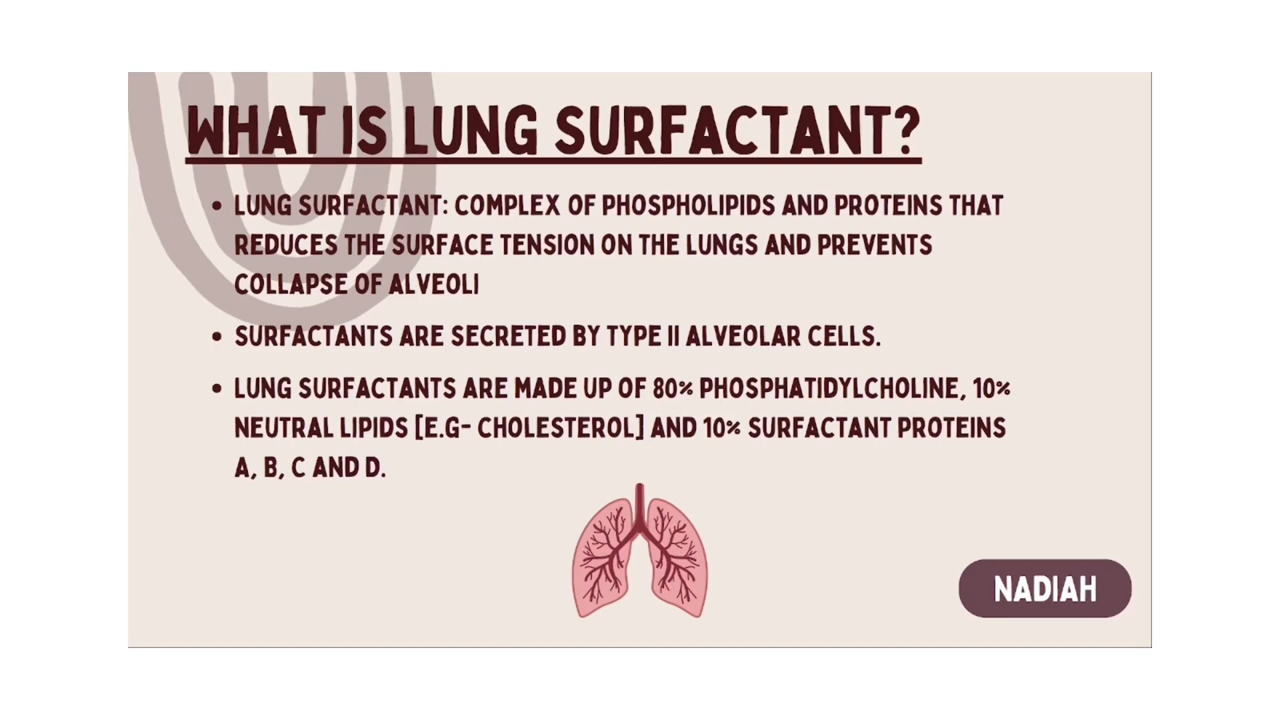 WHAT IS LUNG SURFACTANT?
• LUNG SURFACTANT: COMPLEX OF PHOSPHOLIPIDS AND PROTEINS THAT
REDUCES THE SURFACE TENSION ON THE LUNGS AND PREVENTS
COLLAPSE OF ALVEOLI
• SURFACTANTS ARE SECRETED BY TYPE II ALVEOLAR CELLS.
• LUNG SURFACTANTS ARE MADE UP OF 80% PHOSPHATIDYLCHOLINE, 10%
NEUTRAL LIPIDS [E.G- CHOLESTEROL] AND 10% SURFACTANT PROTEINS
A, B, C AND D.
NADIAH